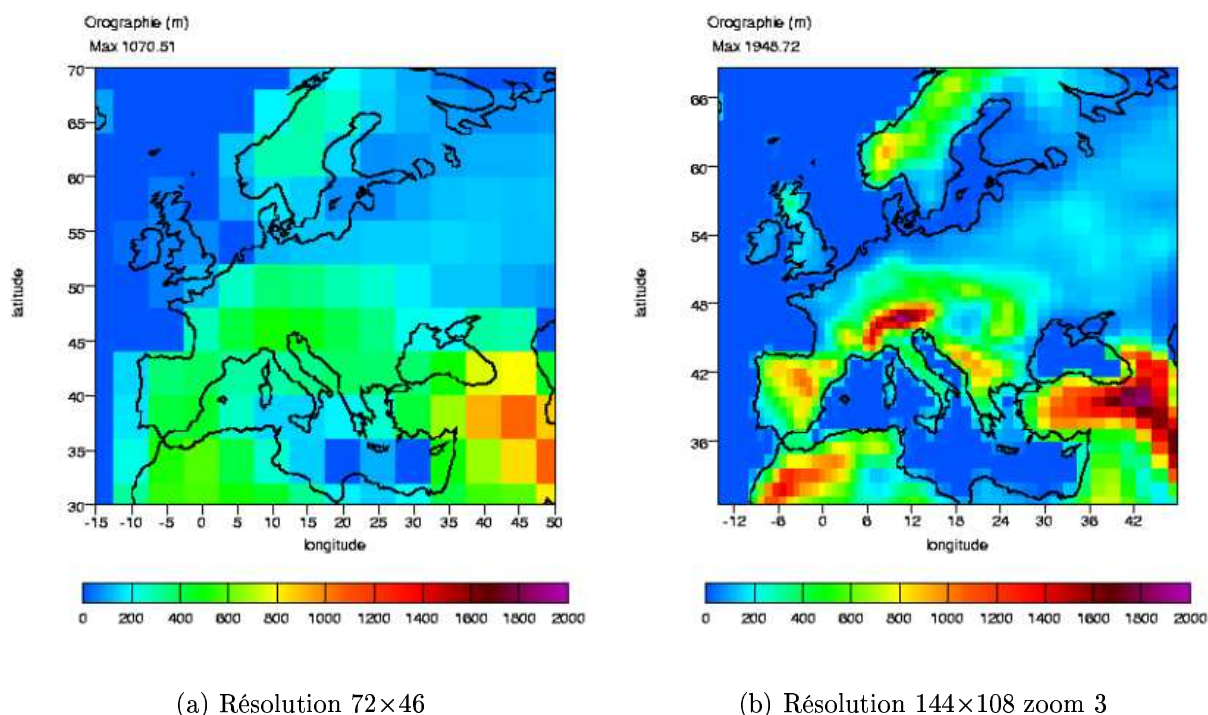 Orographie (m)
Max 1070.51
70
65
60
55
50
45
40
35
30
latitude
-15 -10 -5 0 5 10 15 20 25 30 35 40 45 50
longitude
0 200 400 600 800 1000 1200 1400 1600 1800 2000
(a) Résolution 72×46
Orographie (m)
Max 1948.72
66
60
54
48
42
36
latitude
-12 -6 0 6 12 18 24 30 36 42
longitude
0 200 400 600 800 1000 1200 1400 1600 1800 2000
(b) Résolution 144×108 zoom 3